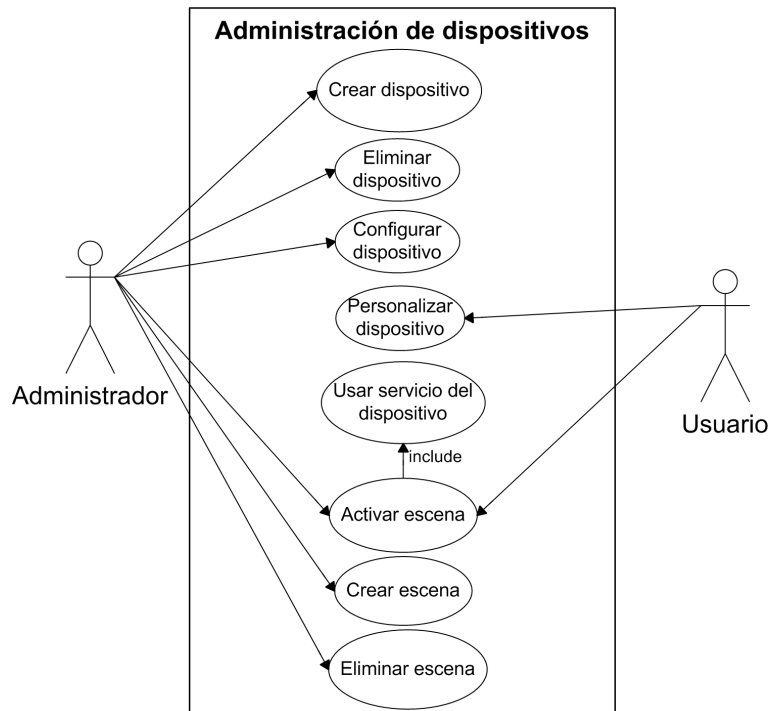 Administración de dispositivos
Crear dispositivo
Eliminar
dispositivo
Configurar
dispositivo
Personalizar
dispositivo
Usar servicio del
dispositivo
include
Activar escena
Crear escena
Eliminar escena
Administrador
Usuario